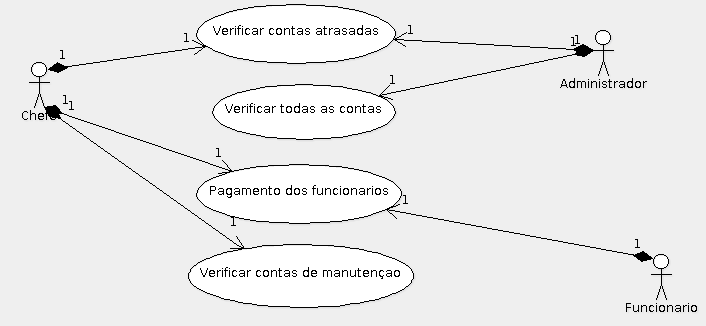 Verificar contas atrasadas
1
1
1
1
1
Chefe
1
1
Administrador
1
Verificar todas as contas
1
Pagamento dos funcionarios
1
1
Verificar contas de manutençao
1
Funcionario